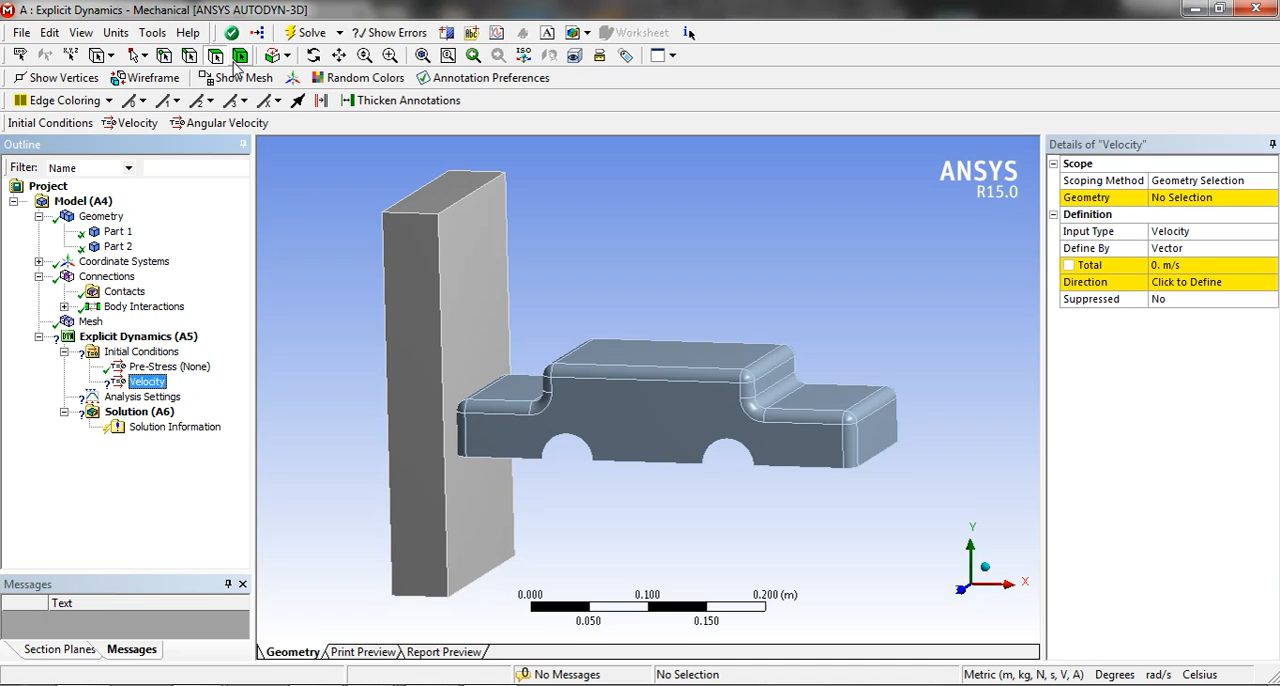 A : Explicit Dynamics - Mechanical [ANSYS AUTODYN-3D]
File Edit View Units Tools Help Solve ?/ Show Errors Worksheet
Show Vertices Wireframe Show Mesh Random Colors Annotation Preferences
Edge Coloring Thicken Annotations
Initial Conditions Velocity Angular Velocity
Outline
Filter: Name
Project
Model (A4)
Geometry
Part 1
Part 2
Coordinate Systems
Connections
Contacts
Body Interactions
Mesh
Explicit Dynamics (A5)
Initial Conditions
Pre-Stress (None)
Velocity
Analysis Settings
Solution (A6)
Solution Information
Messages
Text
Section Planes Messages
ANSYS
R15.0
Y
X
0.000 0.100 0.200 (m)
0.050 0.150
Geometry Print Preview Report Preview
Details of "Velocity"
Scope
Scoping Method Geometry Selection
Geometry No Selection
Definition
Input Type Velocity
Define By Vector
Total 0. m/s
Direction Click to Define
Suppressed No
No Messages No Selection Metric (m, kg, N, s, V, A) Degrees rad/s Celsius